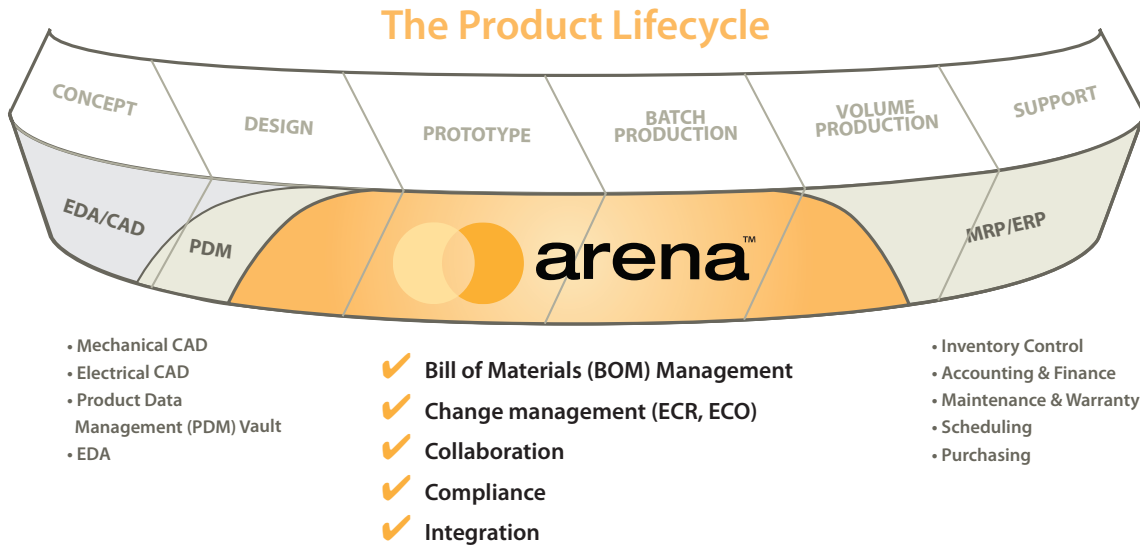 The Product Lifecycle
CONCEPT
DESIGN
PROTOTYPE
BATCH
PRODUCTION
VOLUME
PRODUCTION
SUPPORT
EDA/CAD
PDM
arena™
MRP/ERP
• Mechanical CAD
• Electrical CAD
• Product Data
Management (PDM) Vault
• EDA
✔ Bill of Materials (BOM) Management
✔ Change management (ECR, ECO)
✔ Collaboration
✔ Compliance
✔ Integration
• Inventory Control
• Accounting & Finance
• Maintenance & Warranty
• Scheduling
• Purchasing